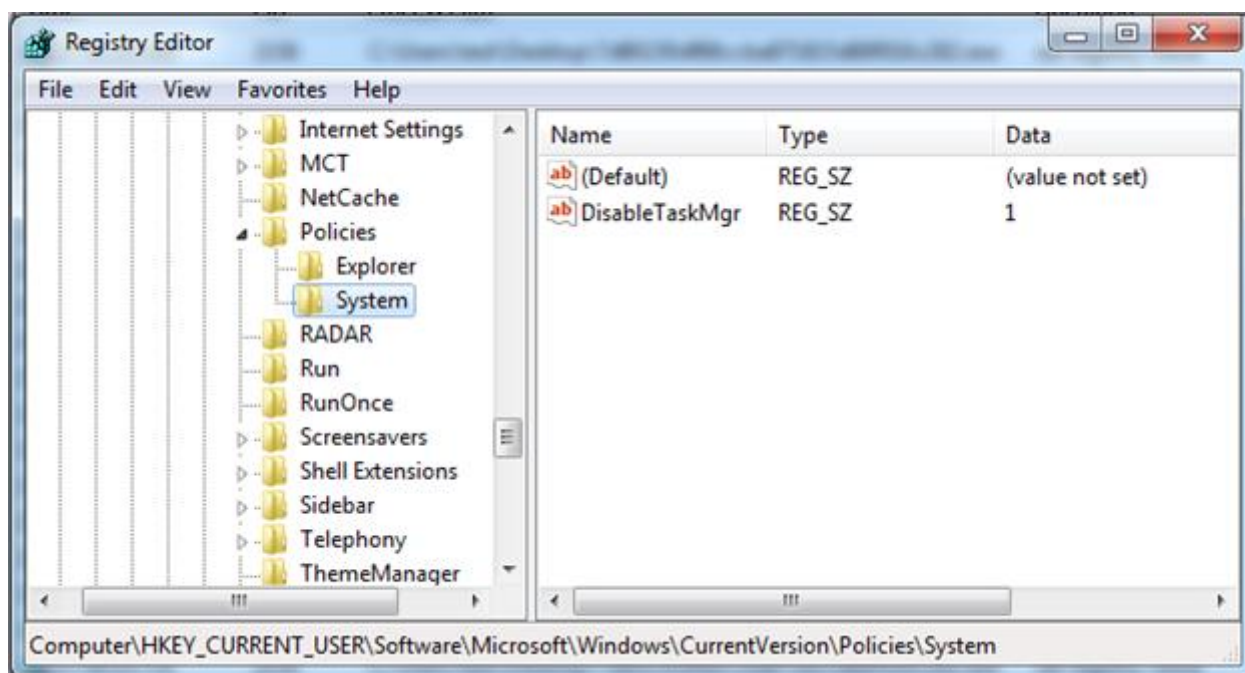 Registry Editor
File Edit View Favorites Help
Internet Settings
MCT
NetCache
Policies
Explorer
System
RADAR
Run
RunOnce
Screensavers
Shell Extensions
Sidebar
Telephony
ThemeManager
Name Type Data
ab (Default) REG_SZ (value not set)
ab DisableTaskMgr REG_SZ 1
Computer\HKEY_CURRENT_USER\Software\Microsoft\Windows\CurrentVersion\Policies\System